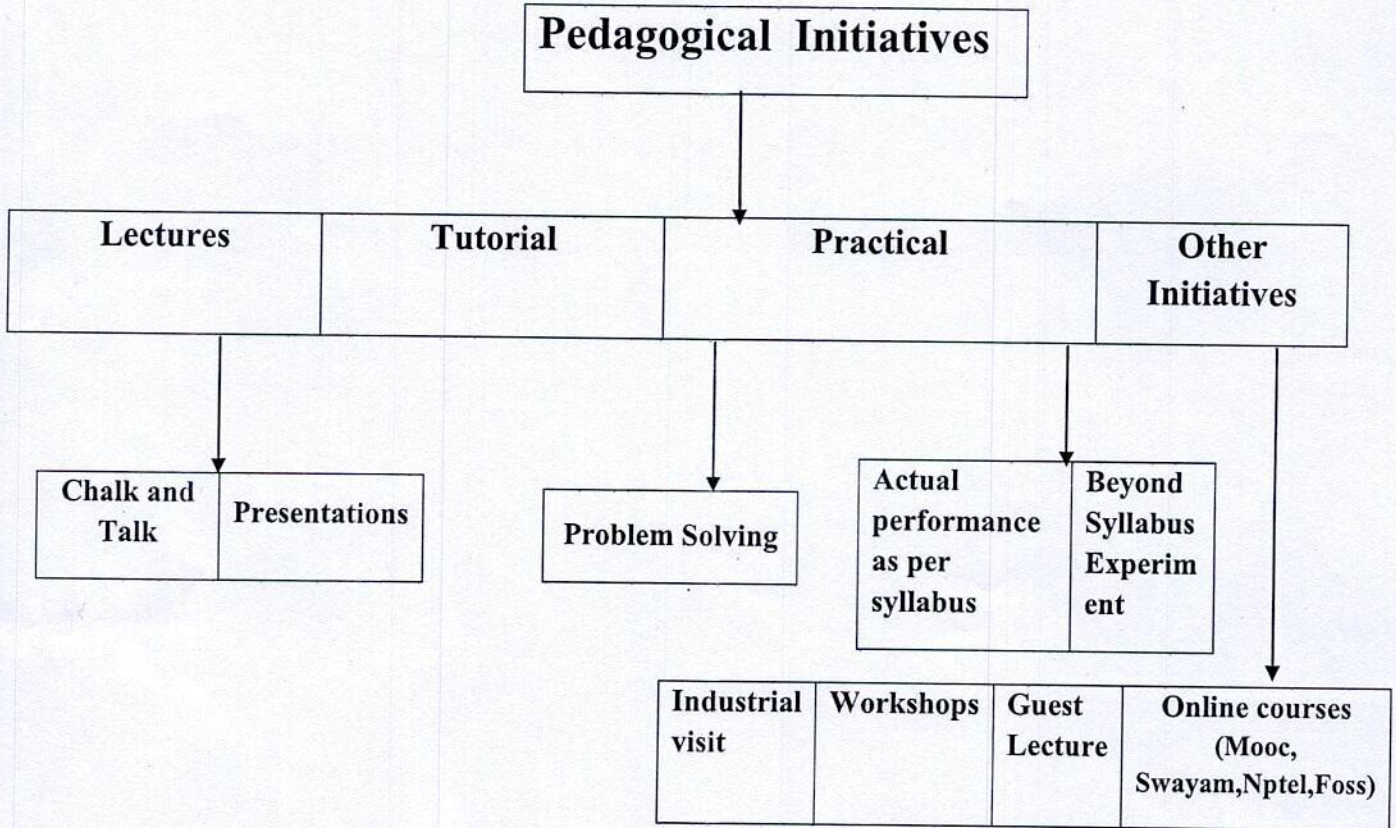 Pedagogical Initiatives
Lectures
Tutorial
Practical
Other
Initiatives
Chalk and
Talk
Presentations
Problem Solving
Actual
performance
as per
syllabus
Beyond
Syllabus
Experim
ent
Industrial
visit
Workshops
Guest
Lecture
Online courses
(Mooc,
Swayam,Nptel,Foss)